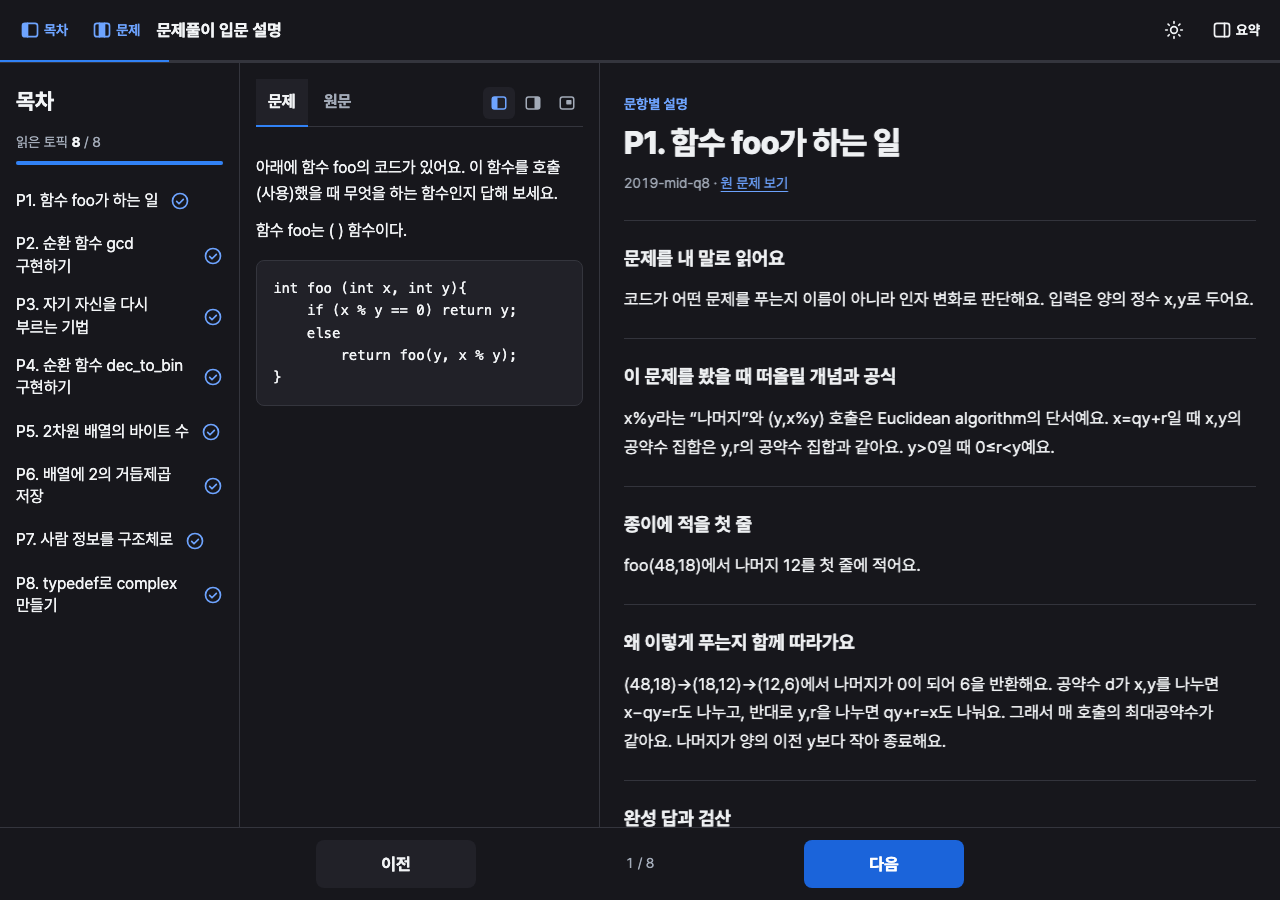 목차
문제
문제풀이 입문 설명
요약
목차
읽은 토픽 8 / 8
P1. 함수 foo가 하는 일
P2. 순환 함수 gcd
구현하기
P3. 자기 자신을 다시
부르는 기법
P4. 순환 함수 dec_to_bin
구현하기
P5. 2차원 배열의 바이트 수
P6. 배열에 2의 거듭제곱
저장
P7. 사람 정보를 구조체로
P8. typedef로 complex
만들기
문제
원문
아래에 함수 foo의 코드가 있어요. 이 함수를 호출
(사용)했을 때 무엇을 하는 함수인지 답해 보세요.
함수 foo는 ( ) 함수이다.
int foo (int x, int y){
    if (x % y == 0) return y;
    else
        return foo(y, x % y);
}
문항별 설명
P1. 함수 foo가 하는 일
2019-mid-q8 · 원 문제 보기
문제를 내 말로 읽어요
코드가 어떤 문제를 푸는지 이름이 아니라 인자 변화로 판단해요. 입력은 양의 정수 x,y로 두어요.
이 문제를 봤을 때 떠올릴 개념과 공식
x%y라는 “나머지”와 (y,x%y) 호출은 Euclidean algorithm의 단서예요. x=qy+r일 때 x,y의
공약수 집합은 y,r의 공약수 집합과 같아요. y>0일 때 0≤r<y예요.
종이에 적을 첫 줄
foo(48,18)에서 나머지 12를 첫 줄에 적어요.
왜 이렇게 푸는지 함께 따라가요
(48,18)→(18,12)→(12,6)에서 나머지가 0이 되어 6을 반환해요. 공약수 d가 x,y를 나누면
x−qy=r도 나누고, 반대로 y,r을 나누면 qy+r=x도 나눠요. 그래서 매 호출의 최대공약수가
같아요. 나머지가 양의 이전 y보다 작아 종료해요.
완성 답과 검산
이전
1 / 8
다음